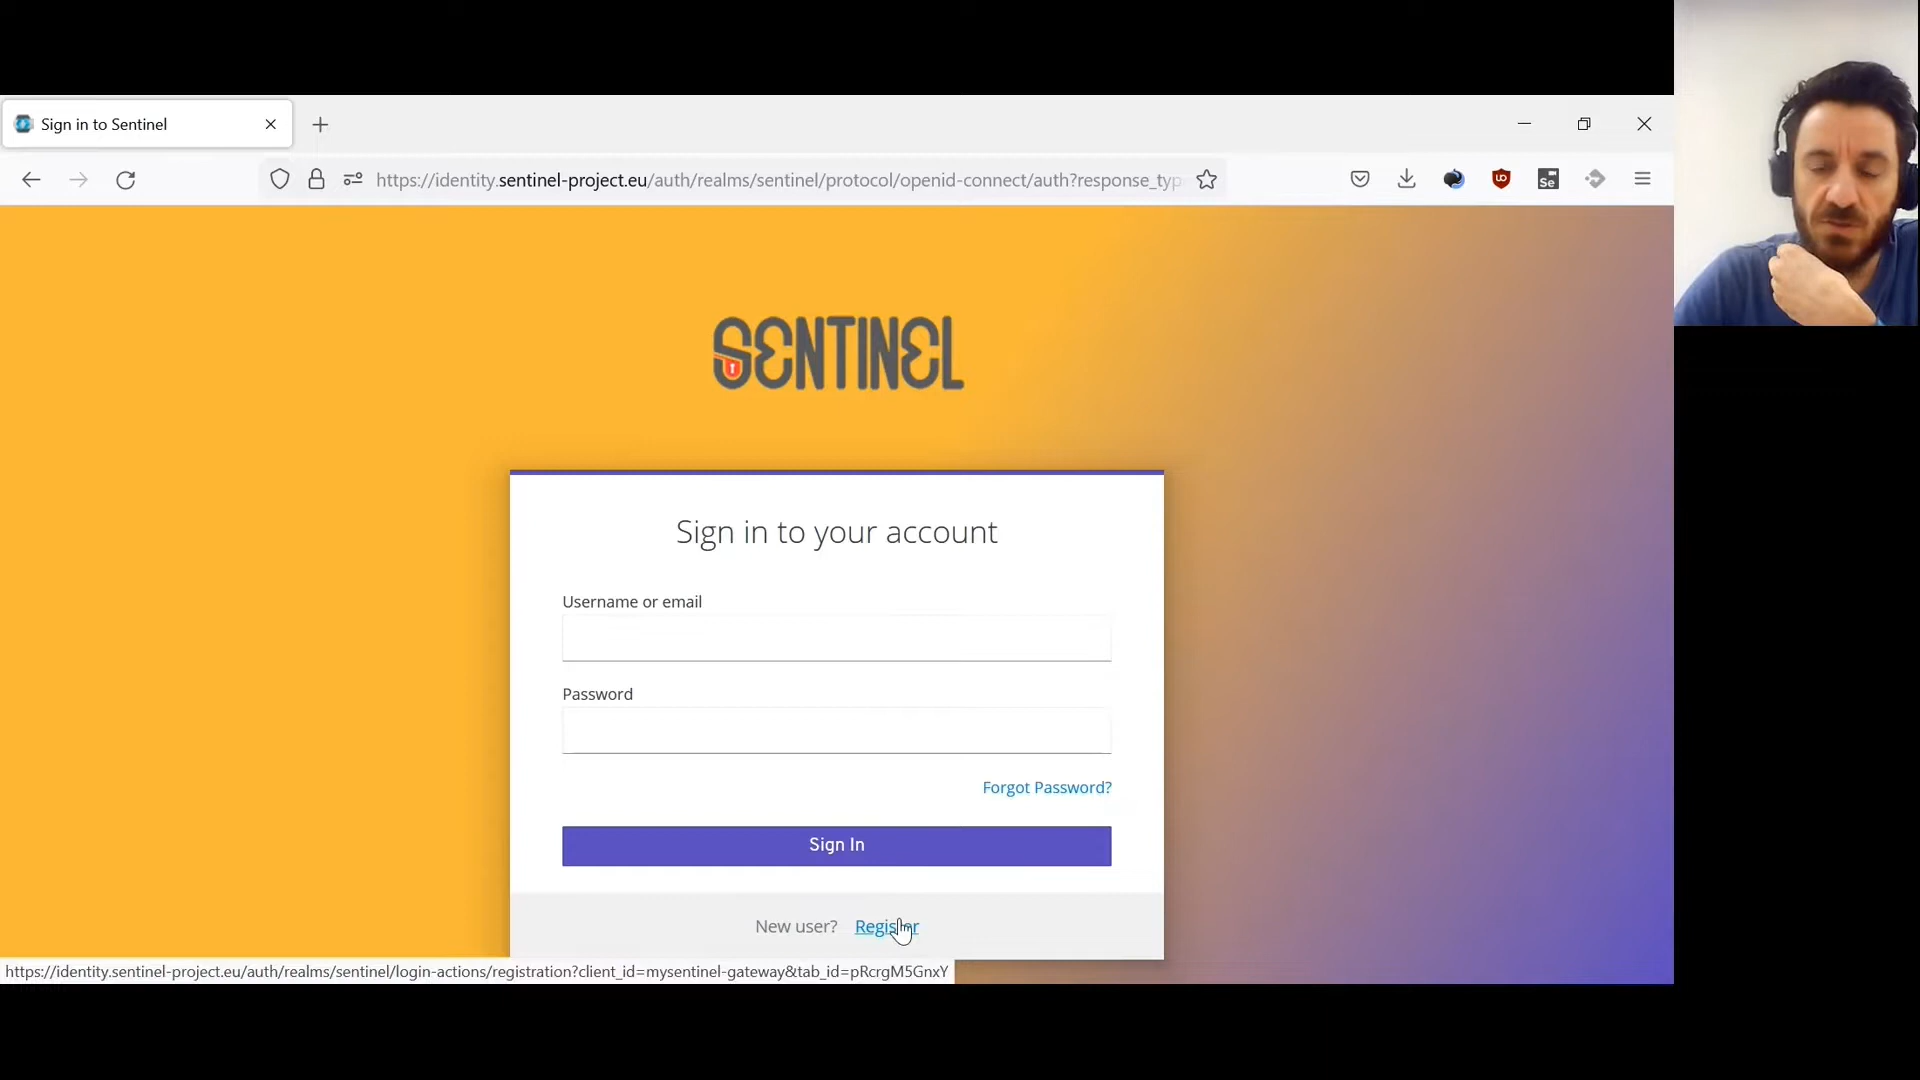 Sign in to Sentinel
https://identity.sentinel-project.eu/auth/realms/sentinel/protocol/openid-connect/auth?response_typ
Se
SENTINEL
Sign in to your account
Username or email
Password
Forgot Password?
Sign In
New user? Register
https://identity.sentinel-project.eu/auth/realms/sentinel/login-actions/registration?client_id=mysentinel-gateway&tab_id=pRcrgM5GnxY